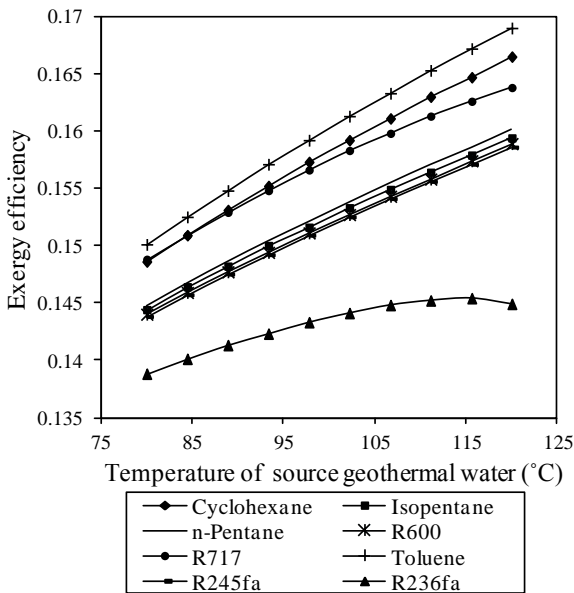 0.17
0.165
0.16
0.155
0.15
0.145
0.14
0.135
Exergy efficiency
75 85 95 105 115 125
Temperature of source geothermal water (˚C)
Cyclohexane Isopentane
n-Pentane R600
R717 Toluene
R245fa R236fa